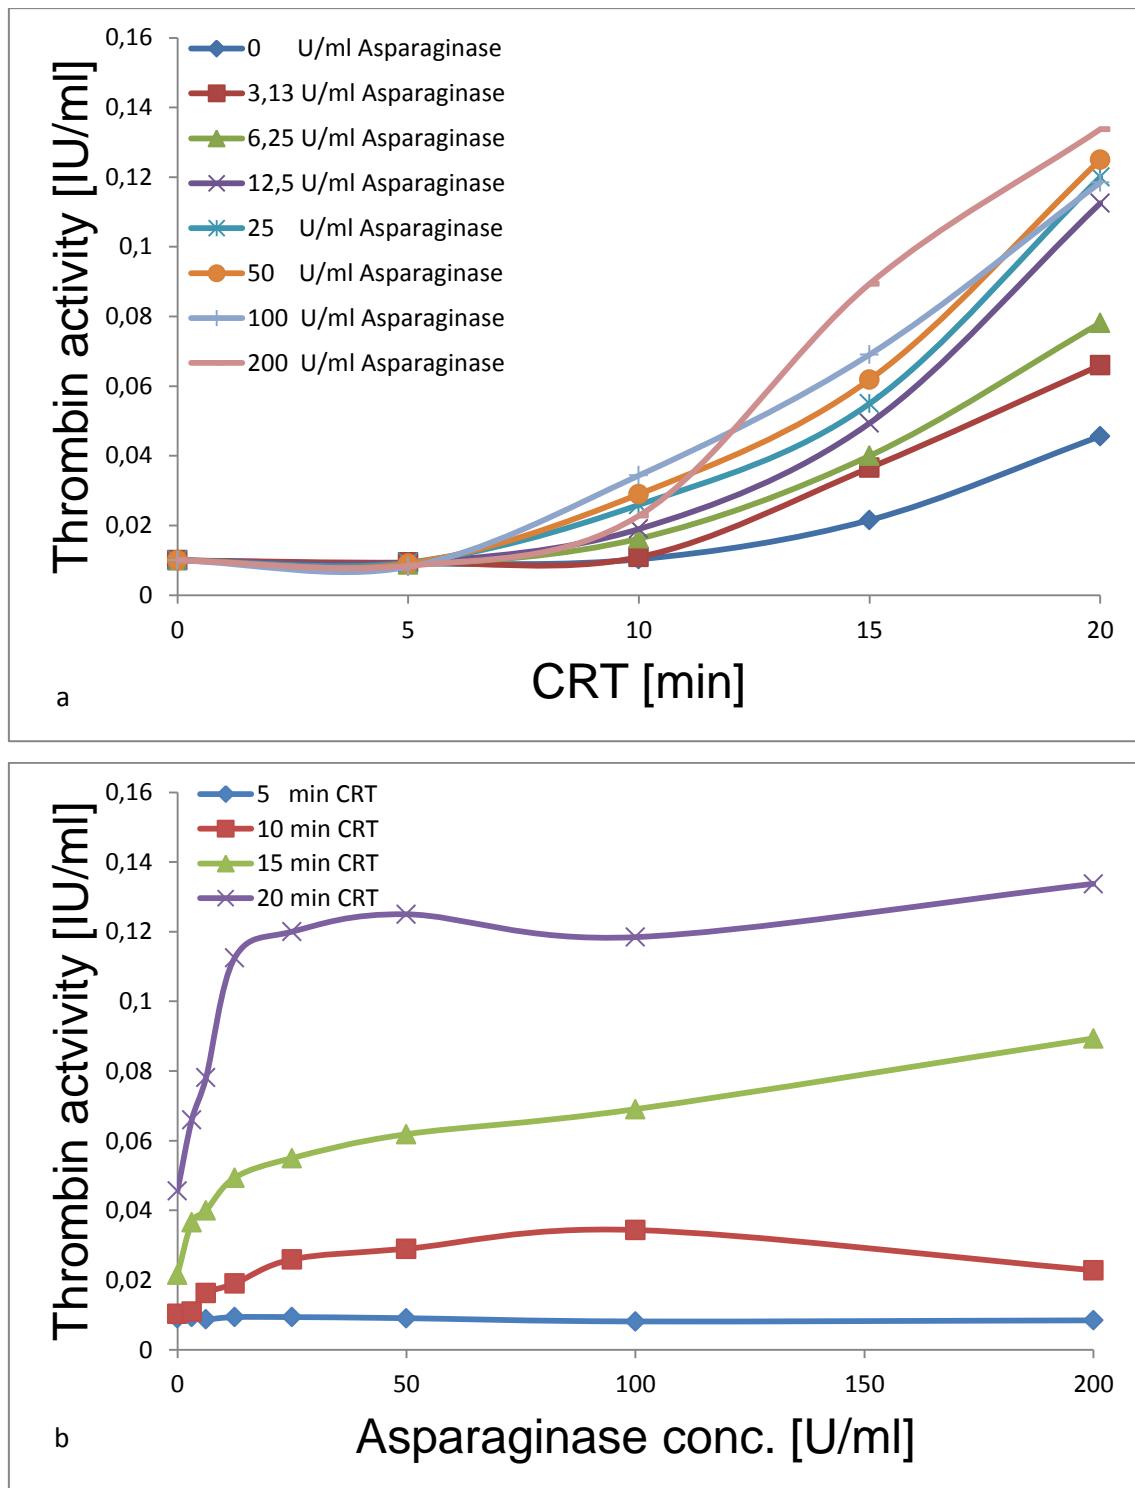 Thrombin activity [IU/ml]
0,16
0,14
0,12
0,1
0,08
0,06
0,04
0,02
0
0 U/ml Asparaginase
3,13 U/ml Asparaginase
6,25 U/ml Asparaginase
12,5 U/ml Asparaginase
25 U/ml Asparaginase
50 U/ml Asparaginase
100 U/ml Asparaginase
200 U/ml Asparaginase
0 5 10 15 20
CRT [min]
a
Thrombin actvivity [IU/ml]
0,16
0,14
0,12
0,1
0,08
0,06
0,04
0,02
0
5 min CRT
10 min CRT
15 min CRT
20 min CRT
0 50 100 150 200
Asparaginase conc. [U/ml]
b